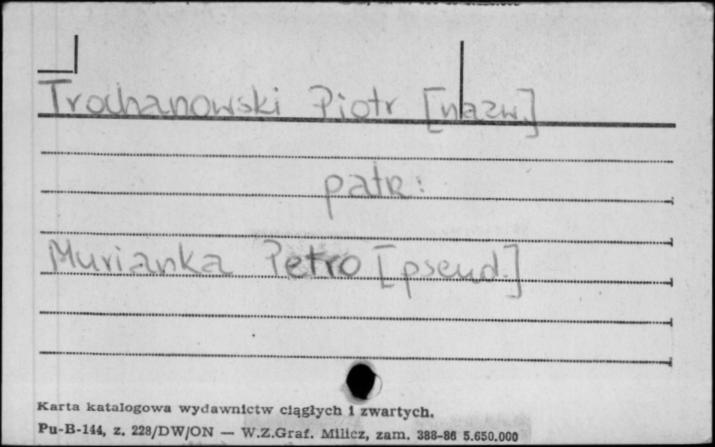 Trochanowski Piotr [nazw.]
patrz:
Murianka Petro [pseud.]
Karta katalogowa wydawnictw ciągłych i zwartych.
Pu-B-144, z. 228/DW/ON — W.Z.Graf. Milicz, zam. 388-86 5.650.000